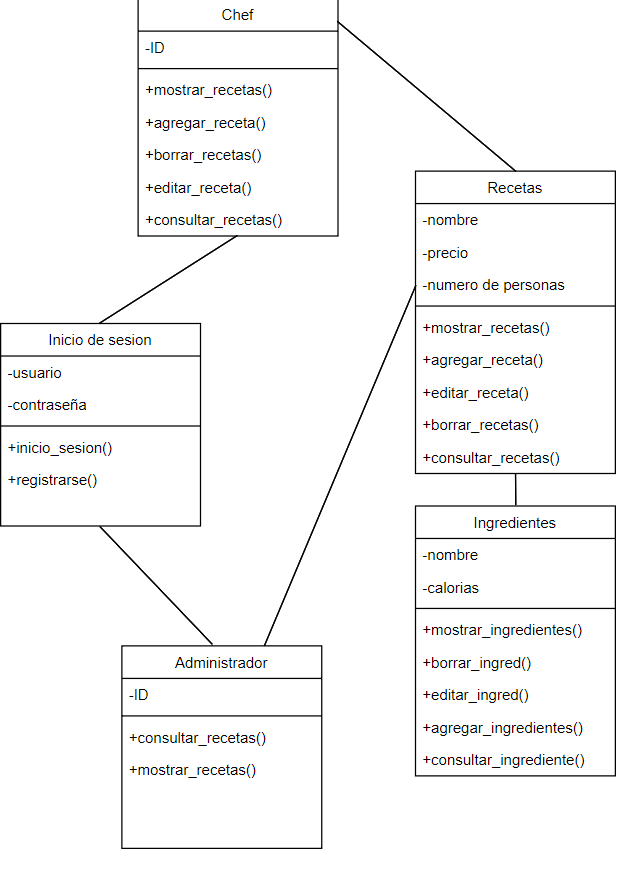 Chef
-ID
+mostrar_recetas()
+agregar_receta()
+borrar_recetas()
+editar_receta()
+consultar_recetas()
Recetas
-nombre
-precio
-numero de personas
+mostrar_recetas()
+agregar_receta()
+editar_receta()
+borrar_recetas()
+consultar_recetas()
Inicio de sesion
-usuario
-contraseña
+inicio_sesion()
+registrarse()
Ingredientes
-nombre
-calorias
+mostrar_ingredientes()
+borrar_ingred()
+editar_ingred()
+agregar_ingredientes()
+consultar_ingrediente()
Administrador
-ID
+consultar_recetas()
+mostrar_recetas()